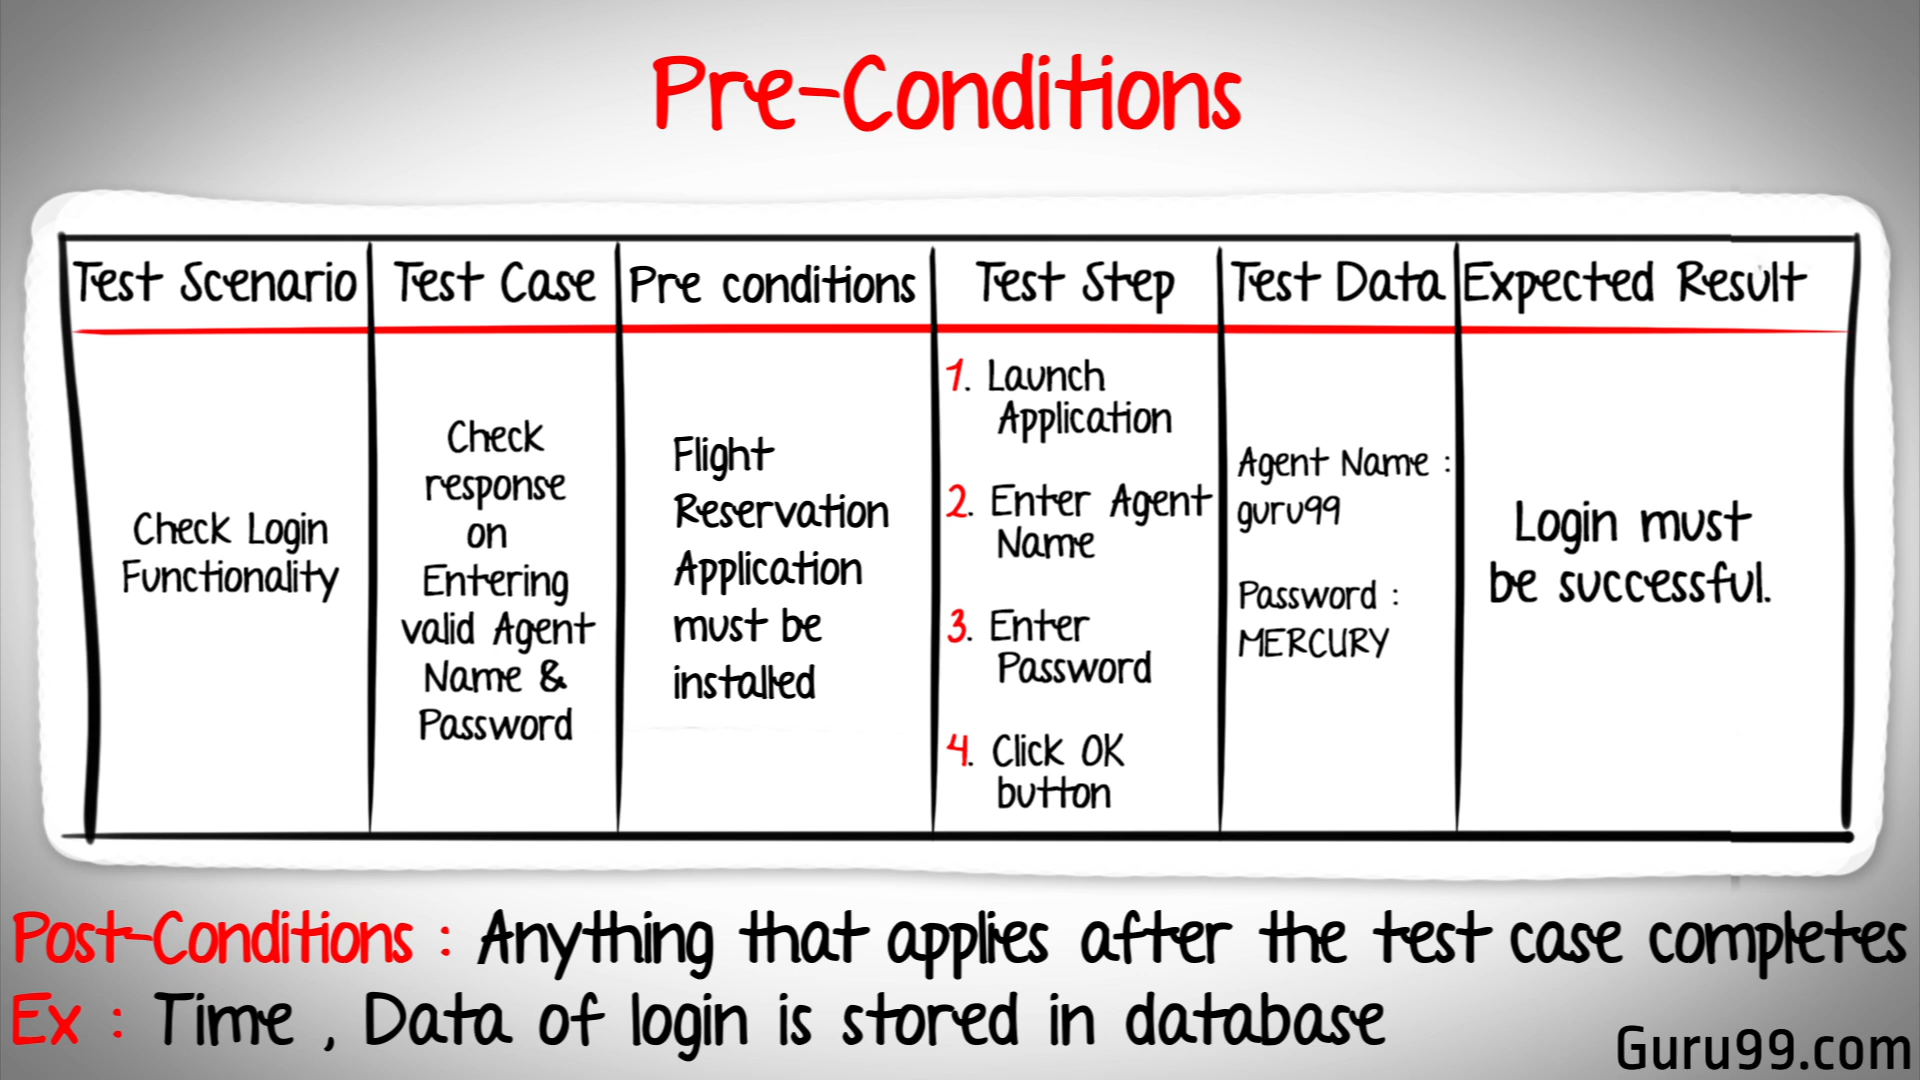 Pre-Conditions
Test Scenario
Test Case
Pre conditions
Test Step
Test Data
Expected Result
Check Login
Functionality
Check
response
on
Entering
valid Agent
Name &
Password
Flight
Reservation
Application
must be
installed
1. Launch
Application
2. Enter Agent
Name
3. Enter
Password
4. Click OK
button
Agent Name :
guru99
Password :
MERCURY
Login must
be successful.
Post-Conditions : Anything that applies after the test case completes
Ex : Time , Data of login is stored in database
Guru99.com